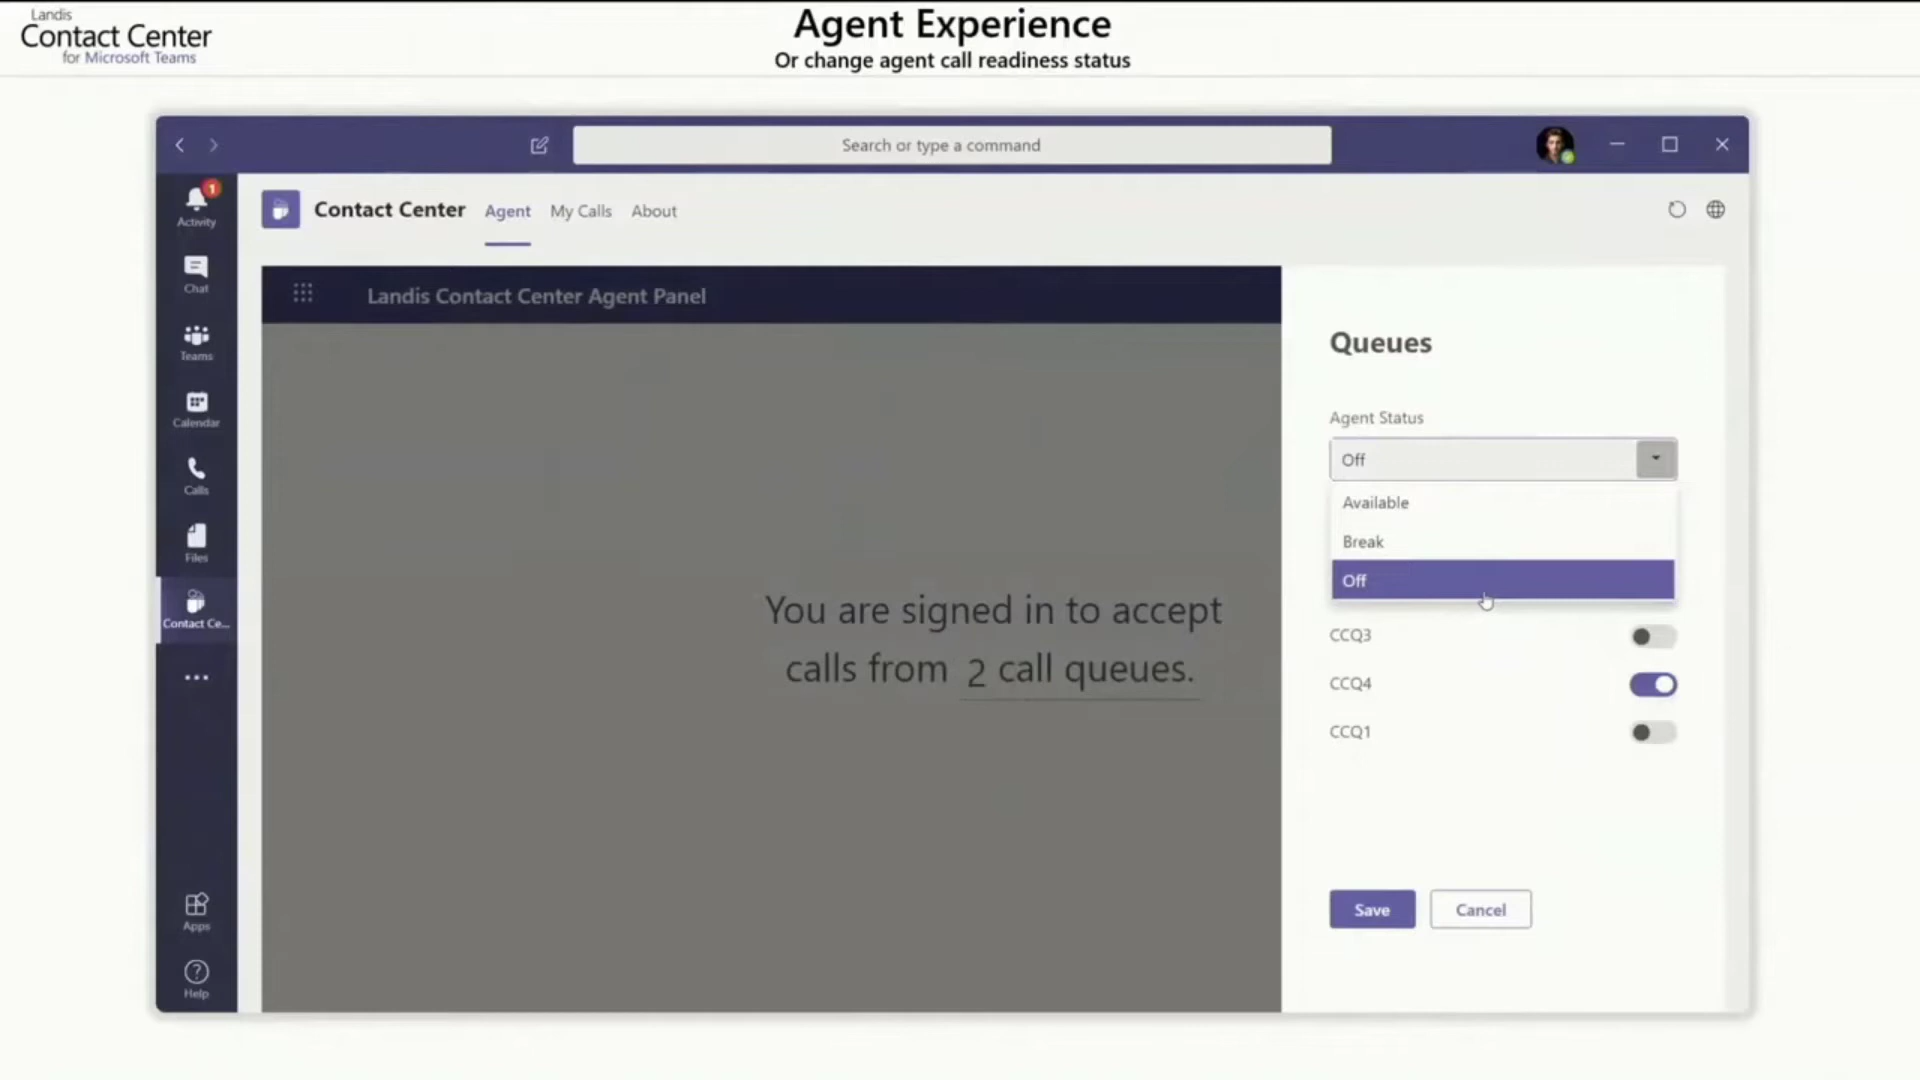 Landis
Contact Center
for Microsoft Teams
Agent Experience
Or change agent call readiness status
Search or type a command
1
Activity
Chat
Teams
Calendar
Calls
Files
Contact Ce...
Apps
Help
Contact Center
Agent
My Calls
About
Landis Contact Center Agent Panel
You are signed in to accept
calls from 2 call queues.
Queues
Agent Status
Off
Available
Break
Off
CCQ3
CCQ4
CCQ1
Save
Cancel